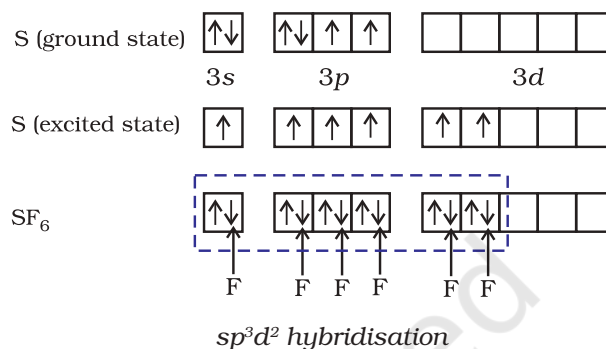 S (ground state)
3s 3p 3d
S (excited state)
SF₆
F F F F F F
sp³d² hybridisation